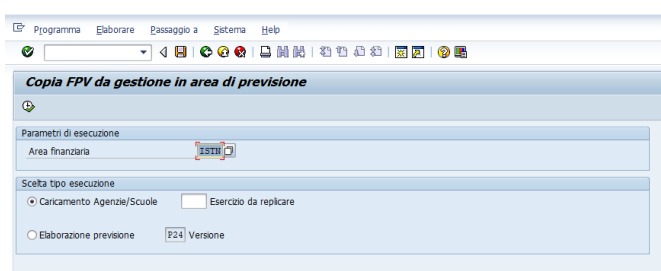 Programma Elaborare Passaggio a Sistema Help
Copia FPV da gestione in area di previsione
Parametri di esecuzione
Area finanziaria ISTN
Scelta tipo esecuzione
Caricamento Agenzie/Scuole Esercizio da replicare
Elaborazione previsione P24 Versione